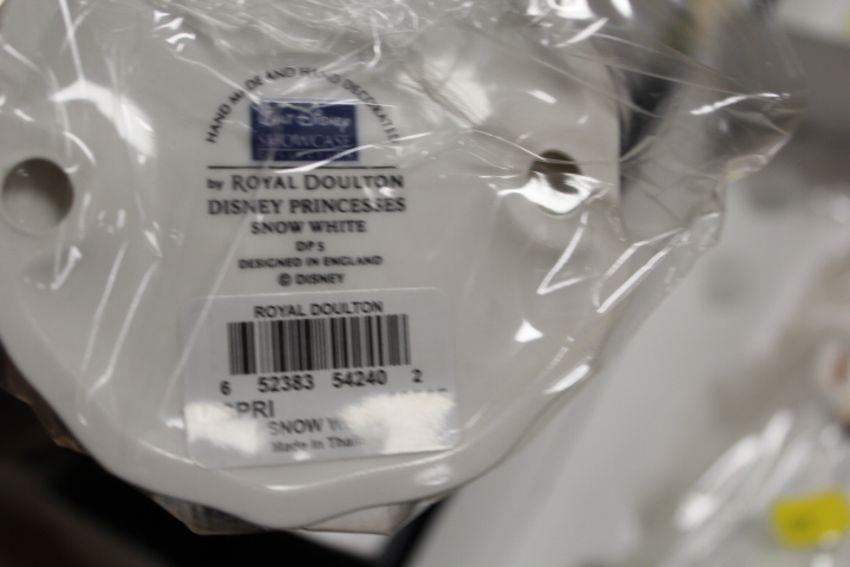 HAND MADE AND HAND DECORATED
WALT DISNEY
SHOWCASE
by ROYAL DOULTON
DISNEY PRINCESSES
SNOW WHITE
DP 5
DESIGNED IN ENGLAND
© DISNEY
ROYAL DOULTON
6 52383 54240 2
PRI
SNOW
Made in